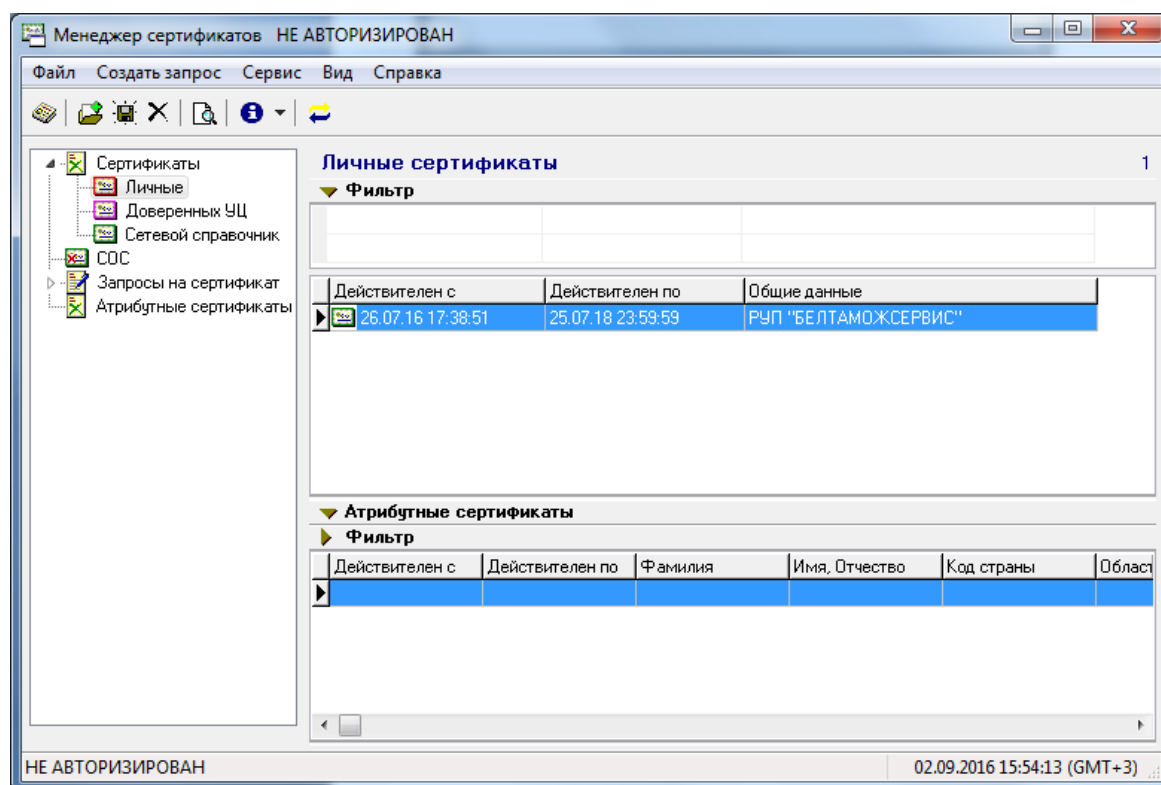 Менеджер сертификатов НЕ АВТОРИЗИРОВАН
Файл Создать запрос Сервис Вид Справка
Сертификаты
Личные
Доверенных УЦ
Сетевой справочник
СОС
Запросы на сертификат
Атрибутные сертификаты
Личные сертификаты 1
Фильтр
Действителен с Действителен по Общие данные
26.07.16 17:38:51 25.07.18 23:59:59 РУП "БЕЛТАМОЖСЕРВИС"
Атрибутные сертификаты
Фильтр
Действителен с Действителен по Фамилия Имя, Отчество Код страны Област
НЕ АВТОРИЗИРОВАН 02.09.2016 15:54:13 (GMT+3)